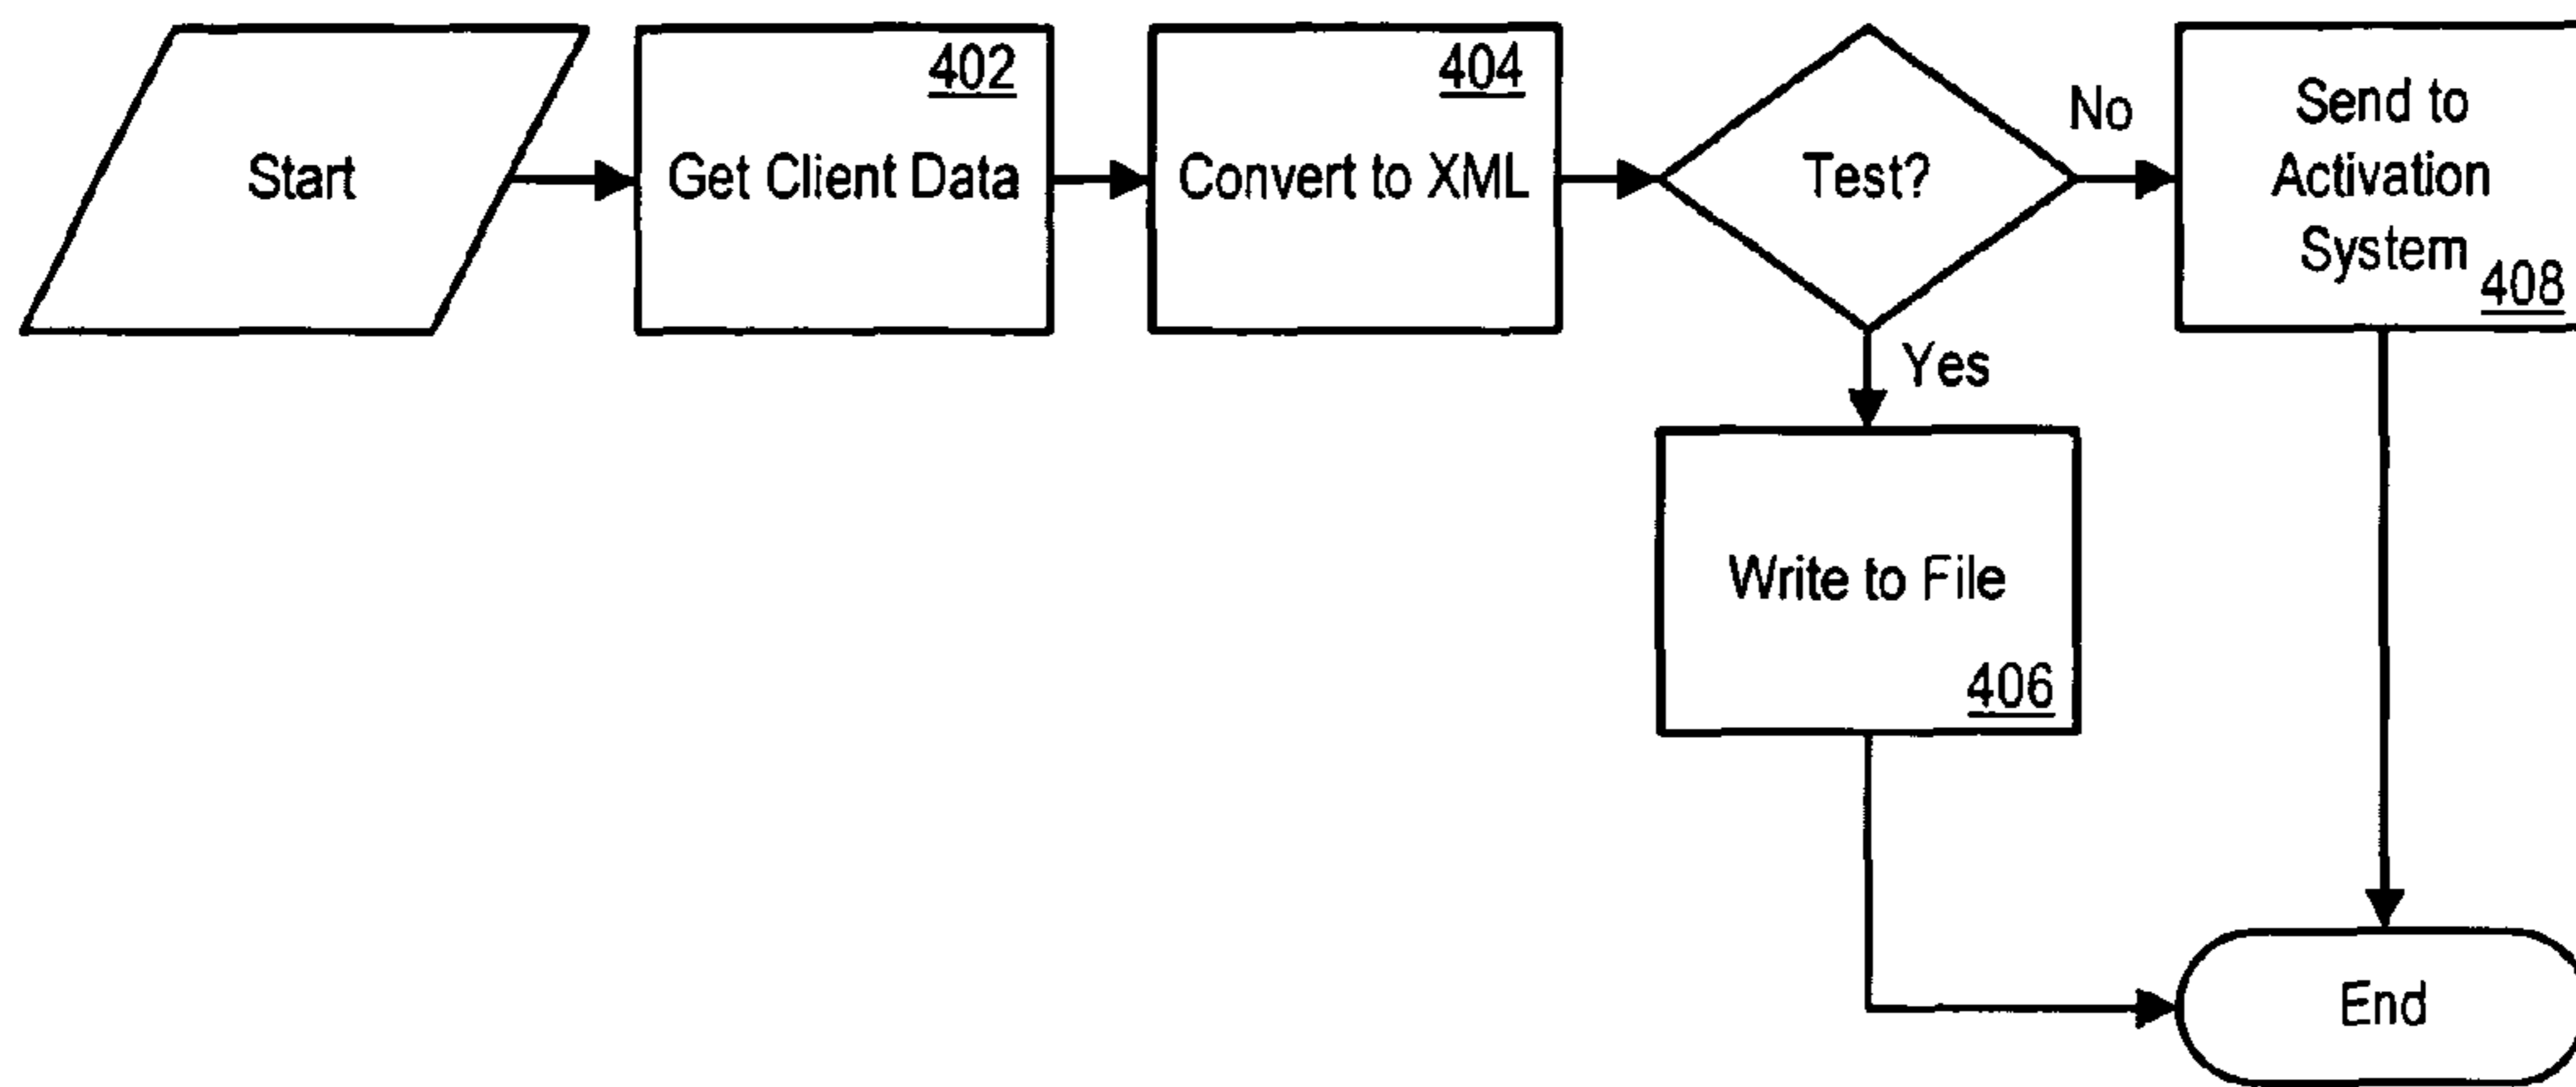 Start
402
Get Client Data
404
Convert to XML
Test?
No
Send to
Activation
System
408
Yes
Write to File
406
End